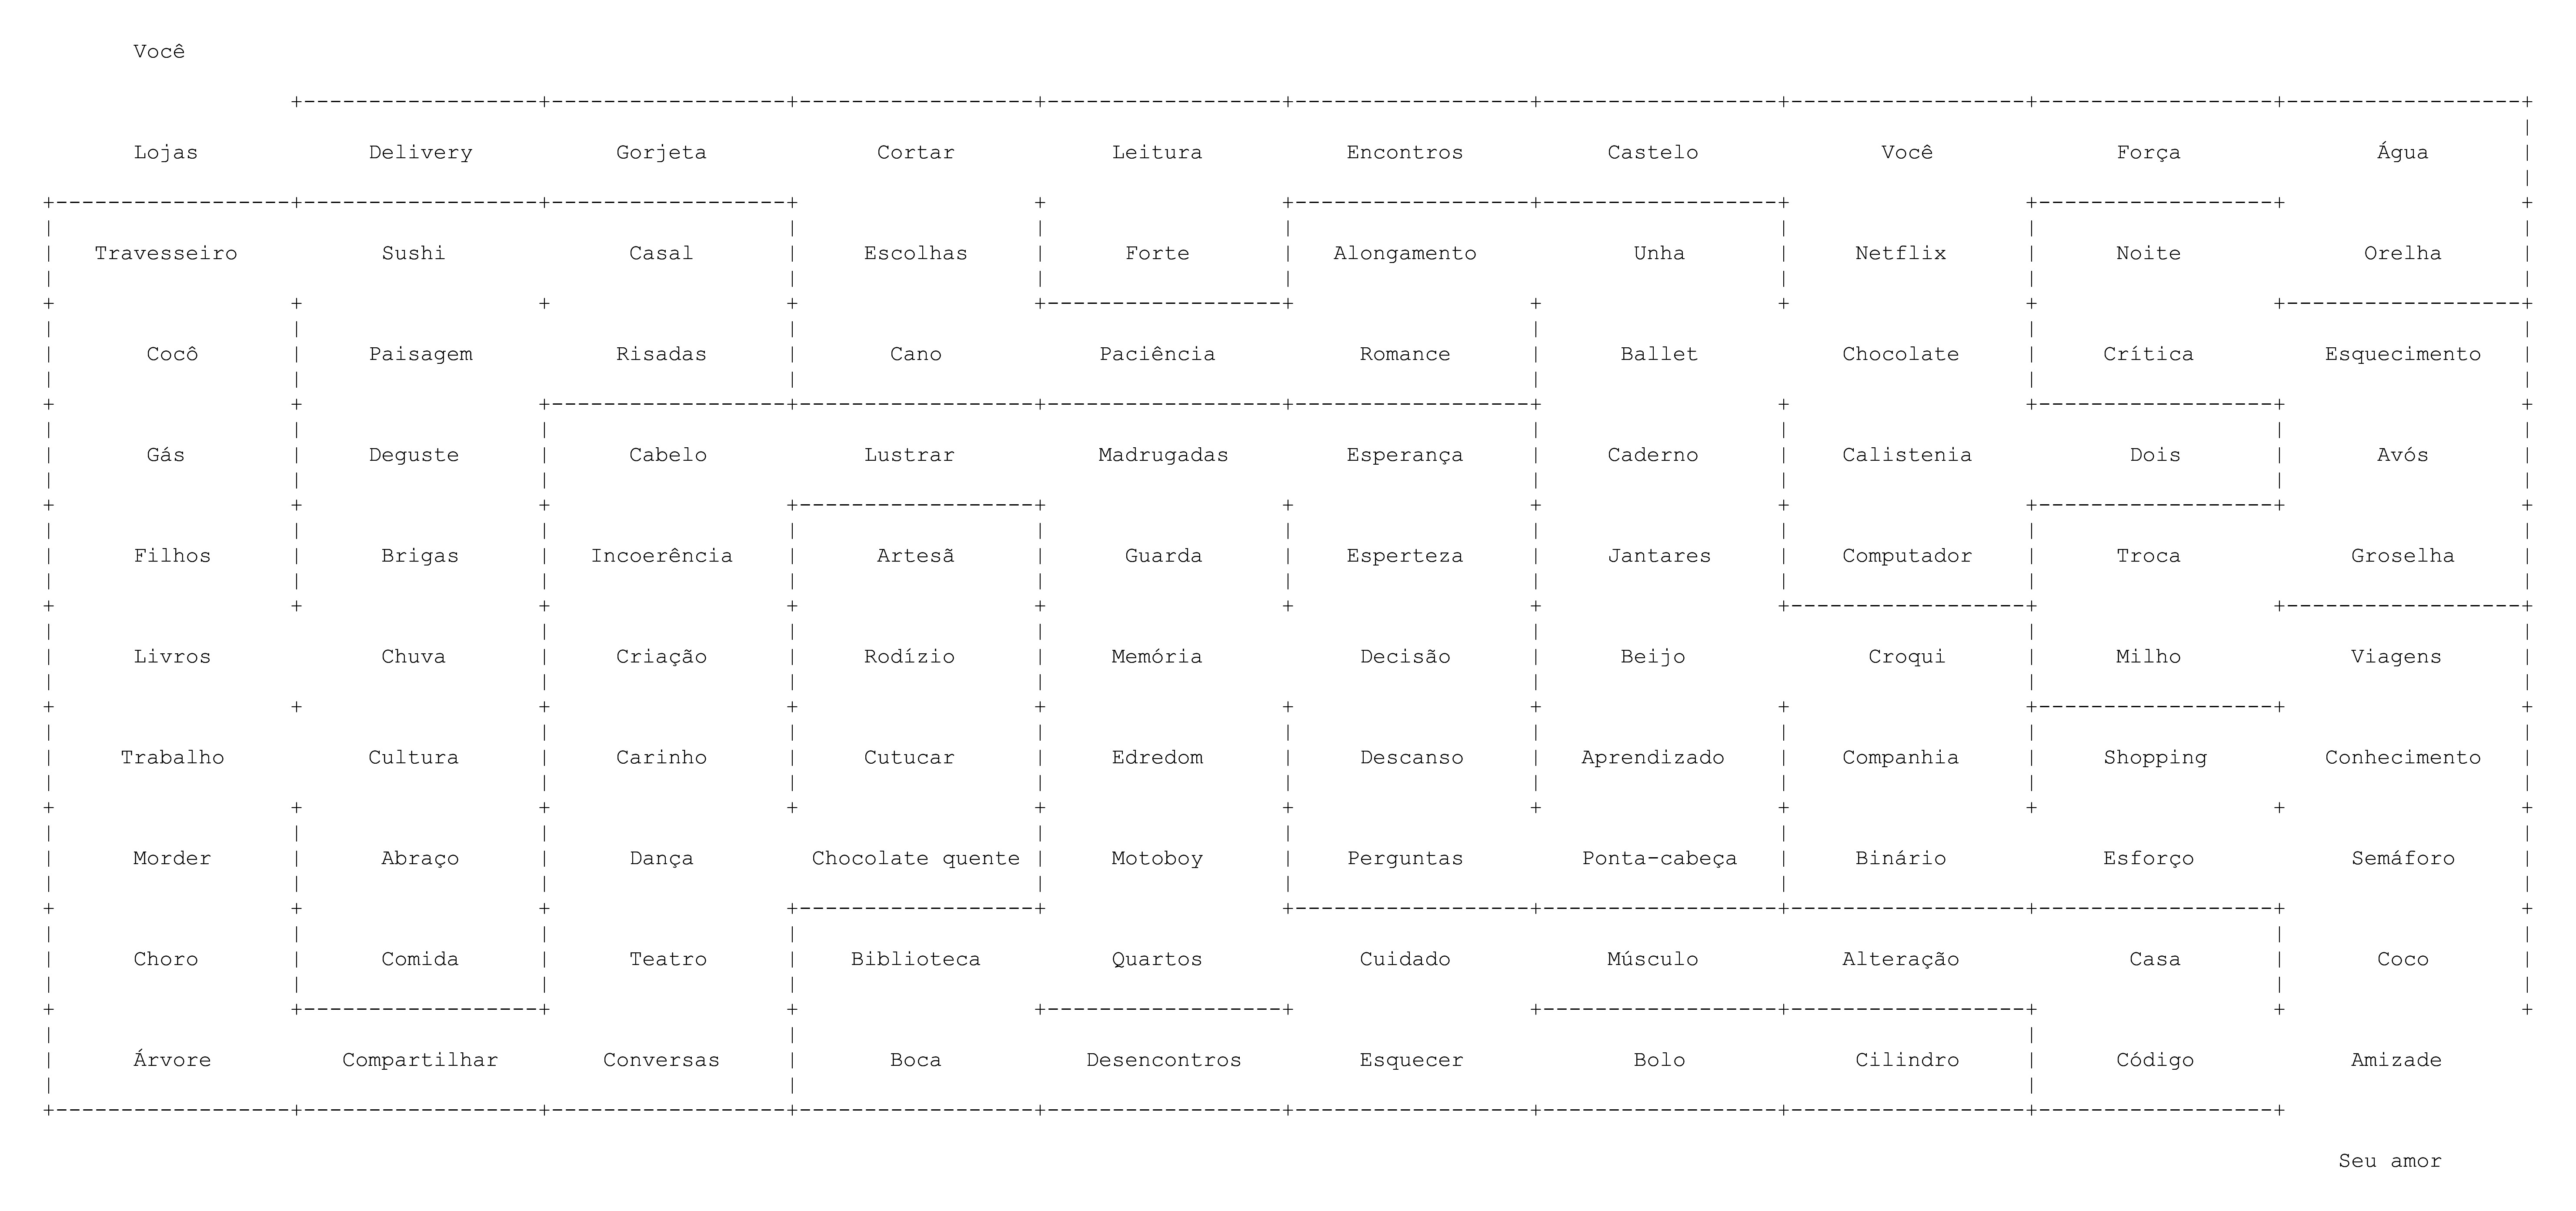 Você
Lojas Delivery Gorjeta Cortar Leitura Encontros Castelo Você Força Água
Travesseiro Sushi Casal Escolhas Forte Alongamento Unha Netflix Noite Orelha
Cocô Paisagem Risadas Cano Paciência Romance Ballet Chocolate Crítica Esquecimento
Gás Deguste Cabelo Lustrar Madrugadas Esperança Caderno Calistenia Dois Avós
Filhos Brigas Incoerência Artesã Guarda Esperteza Jantares Computador Troca Groselha
Livros Chuva Criação Rodízio Memória Decisão Beijo Croqui Milho Viagens
Trabalho Cultura Carinho Cutucar Edredom Descanso Aprendizado Companhia Shopping Conhecimento
Morder Abraço Dança Chocolate quente Motoboy Perguntas Ponta-cabeça Binário Esforço Semáforo
Choro Comida Teatro Biblioteca Quartos Cuidado Músculo Alteração Casa Coco
Árvore Compartilhar Conversas Boca Desencontros Esquecer Bolo Cilindro Código Amizade
Seu amor